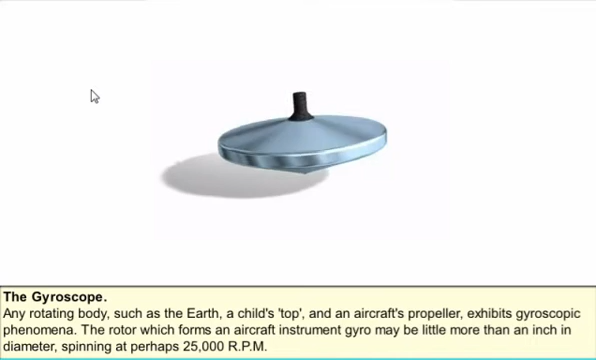 The Gyroscope.
Any rotating body, such as the Earth, a child's 'top', and an aircraft's propeller, exhibits gyroscopic
phenomena. The rotor which forms an aircraft instrument gyro may be little more than an inch in
diameter, spinning at perhaps 25,000 R.P.M.